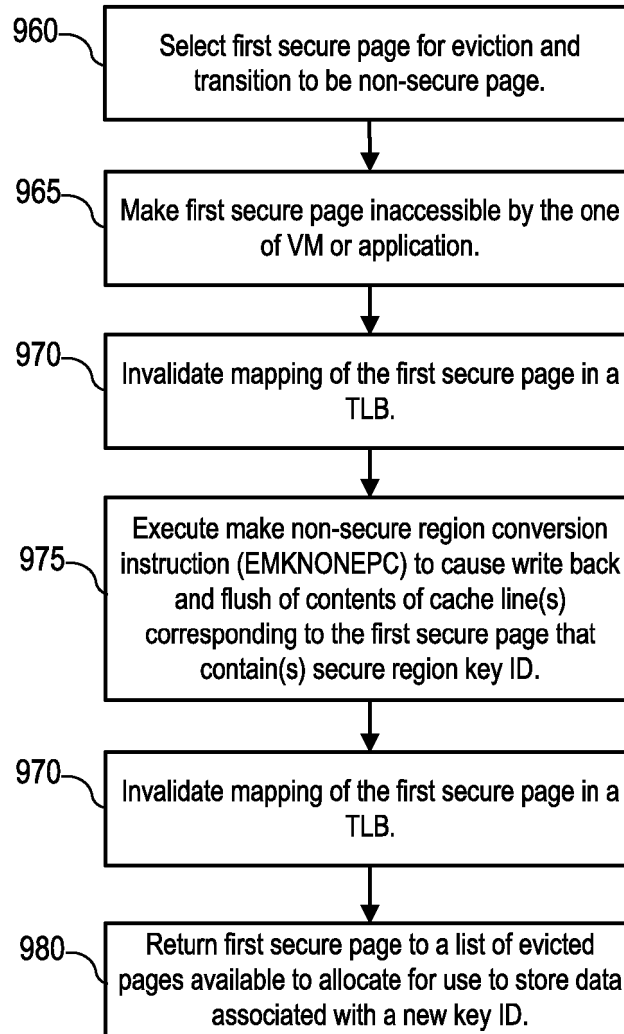 960
Select first secure page for eviction and
transition to be non-secure page.
965
Make first secure page inaccessible by the one
of VM or application.
970
Invalidate mapping of the first secure page in a
TLB.
975
Execute make non-secure region conversion
instruction (EMKNONEPC) to cause write back
and flush of contents of cache line(s)
corresponding to the first secure page that
contain(s) secure region key ID.
970
Invalidate mapping of the first secure page in a
TLB.
980
Return first secure page to a list of evicted
pages available to allocate for use to store data
associated with a new key ID.